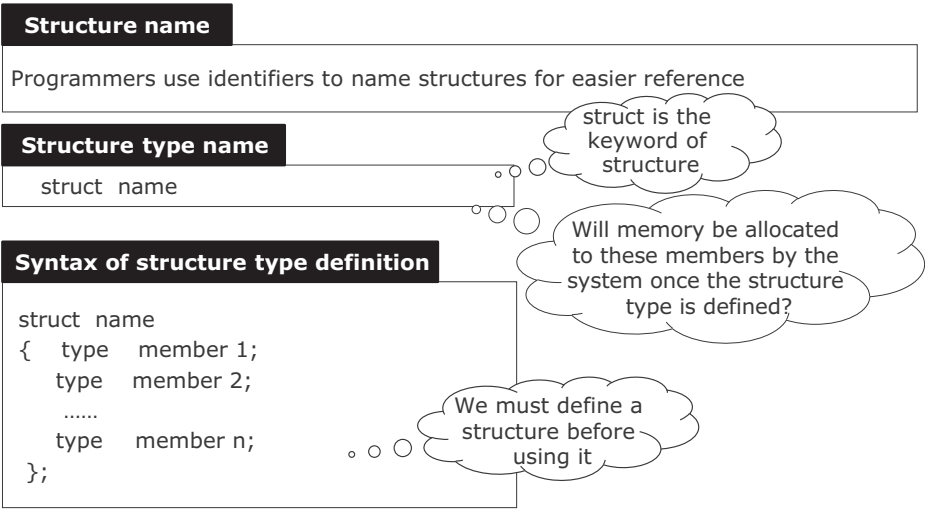 Structure name
Programmers use identifiers to name structures for easier reference
struct is the
keyword of
structure
Structure type name
struct name
Will memory be allocated
to these members by the
system once the structure
type is defined?
Syntax of structure type definition
struct name
{ type member 1;
type member 2;
……
type member n;
};
We must define a
structure before
using it